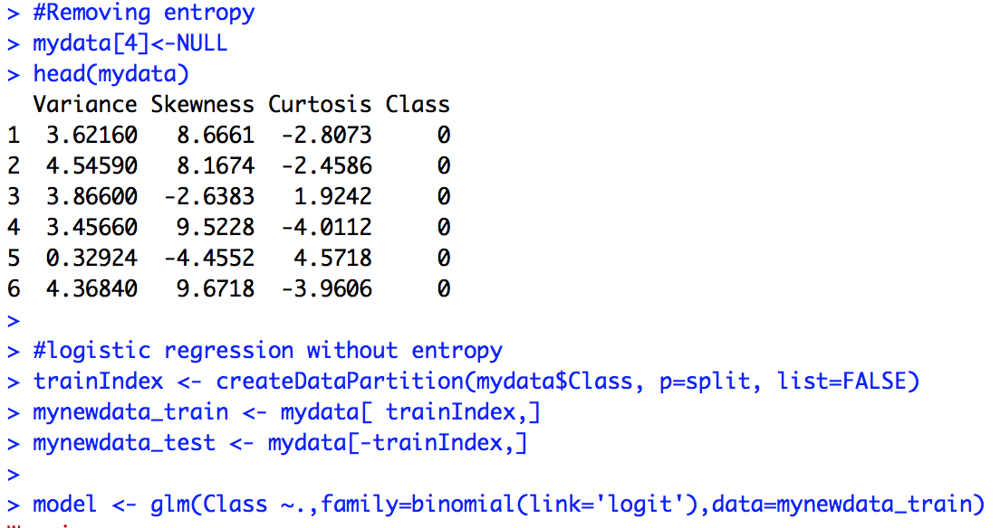 > #Removing entropy
> mydata[4]<-NULL
> head(mydata)
  Variance Skewness Curtosis Class
1  3.62160   8.6661  -2.8073     0
2  4.54590   8.1674  -2.4586     0
3  3.86600  -2.6383   1.9242     0
4  3.45660   9.5228  -4.0112     0
5  0.32924  -4.4552   4.5718     0
6  4.36840   9.6718  -3.9606     0
>
> #logistic regression without entropy
> trainIndex <- createDataPartition(mydata$Class, p=split, list=FALSE)
> mynewdata_train <- mydata[ trainIndex,]
> mynewdata_test <- mydata[-trainIndex,]
>
> model <- glm(Class ~.,family=binomial(link='logit'),data=mynewdata_train)